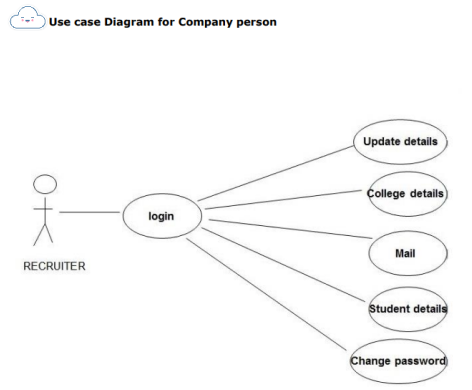 Use case Diagram for Company person
Update details
College details
login
Mail
RECRUITER
Student details
Change password